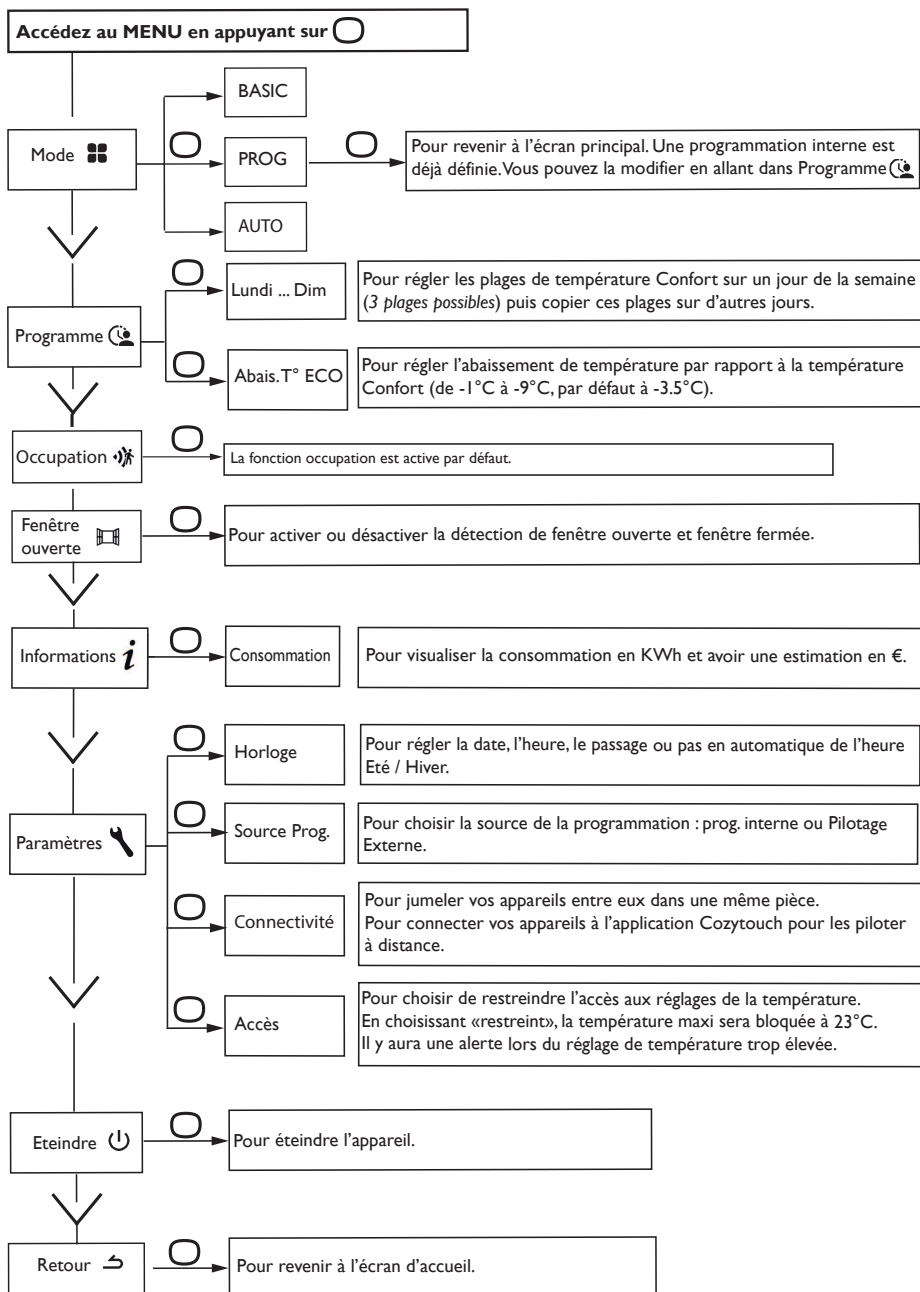 Accédez au MENU en appuyant sur
BASIC
Mode
PROG
Pour revenir à l'écran principal. Une programmation interne est
déjà définie. Vous pouvez la modifier en allant dans Programme
AUTO
Programme
Lundi ... Dim
Pour régler les plages de température Confort sur un jour de la semaine
(3 plages possibles) puis copier ces plages sur d'autres jours.
Abais. T° ECO
Pour régler l'abaissement de température par rapport à la température
Confort (de -1°C à -9°C, par défaut à -3.5°C).
Occupation
La fonction occupation est active par défaut.
Fenêtre
ouverte
Pour activer ou désactiver la détection de fenêtre ouverte et fenêtre fermée.
Informations i
Consommation
Pour visualiser la consommation en KWh et avoir une estimation en €.
Paramètres
Horloge
Pour régler la date, l'heure, le passage ou pas en automatique de l'heure
Eté / Hiver.
Source Prog.
Pour choisir la source de la programmation : prog. interne ou Pilotage
Externe.
Connectivité
Pour jumeler vos appareils entre eux dans une même pièce.
Pour connecter vos appareils à l'application Cozytouch pour les piloter
à distance.
Accès
Pour choisir de restreindre l'accès aux réglages de la température.
En choisissant «restreint», la température maxi sera bloquée à 23°C.
Il y aura une alerte lors du réglage de température trop élevée.
Eteindre
Pour éteindre l'appareil.
Retour
Pour revenir à l'écran d'accueil.